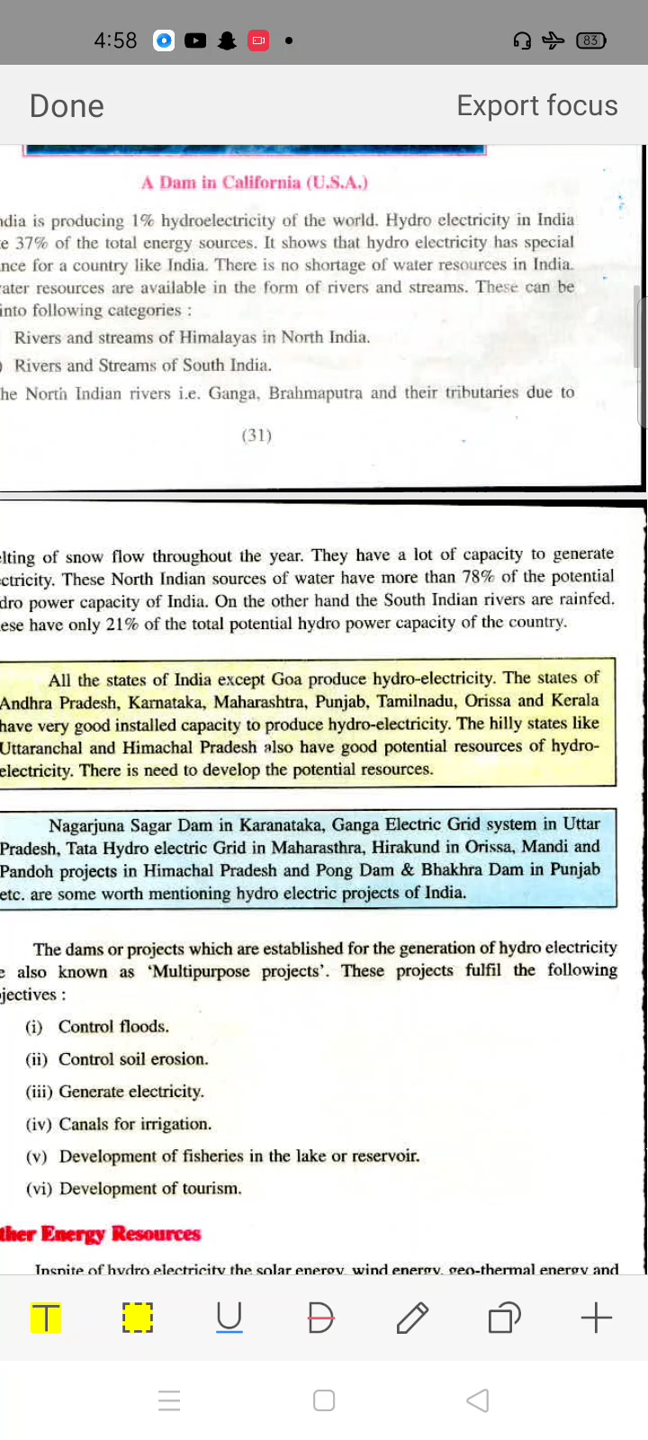 4:58
83
Done
Export focus
A Dam in California (U.S.A.)
dia is producing 1% hydroelectricity of the world. Hydro electricity in India
e 37% of the total energy sources. It shows that hydro electricity has special
nce for a country like India. There is no shortage of water resources in India.
ater resources are available in the form of rivers and streams. These can be
into following categories :
Rivers and streams of Himalayas in North India.
) Rivers and Streams of South India.
he North Indian rivers i.e. Ganga, Brahmaputra and their tributaries due to
(31)
elting of snow flow throughout the year. They have a lot of capacity to generate
ctricity. These North Indian sources of water have more than 78% of the potential
dro power capacity of India. On the other hand the South Indian rivers are rainfed.
ese have only 21% of the total potential hydro power capacity of the country.
All the states of India except Goa produce hydro-electricity. The states of
Andhra Pradesh, Karnataka, Maharashtra, Punjab, Tamilnadu, Orissa and Kerala
have very good installed capacity to produce hydro-electricity. The hilly states like
Uttaranchal and Himachal Pradesh also have good potential resources of hydro-
electricity. There is need to develop the potential resources.
Nagarjuna Sagar Dam in Karanataka, Ganga Electric Grid system in Uttar
Pradesh, Tata Hydro electric Grid in Maharasthra, Hirakund in Orissa, Mandi and
Pandoh projects in Himachal Pradesh and Pong Dam & Bhakhra Dam in Punjab
etc. are some worth mentioning hydro electric projects of India.
The dams or projects which are established for the generation of hydro electricity
e also known as ‘Multipurpose projects’. These projects fulfil the following
jectives :
(i) Control floods.
(ii) Control soil erosion.
(iii) Generate electricity.
(iv) Canals for irrigation.
(v) Development of fisheries in the lake or reservoir.
(vi) Development of tourism.
ther Energy Resources
Inspite of hydro electricity the solar energy, wind energy, geo-thermal energy and